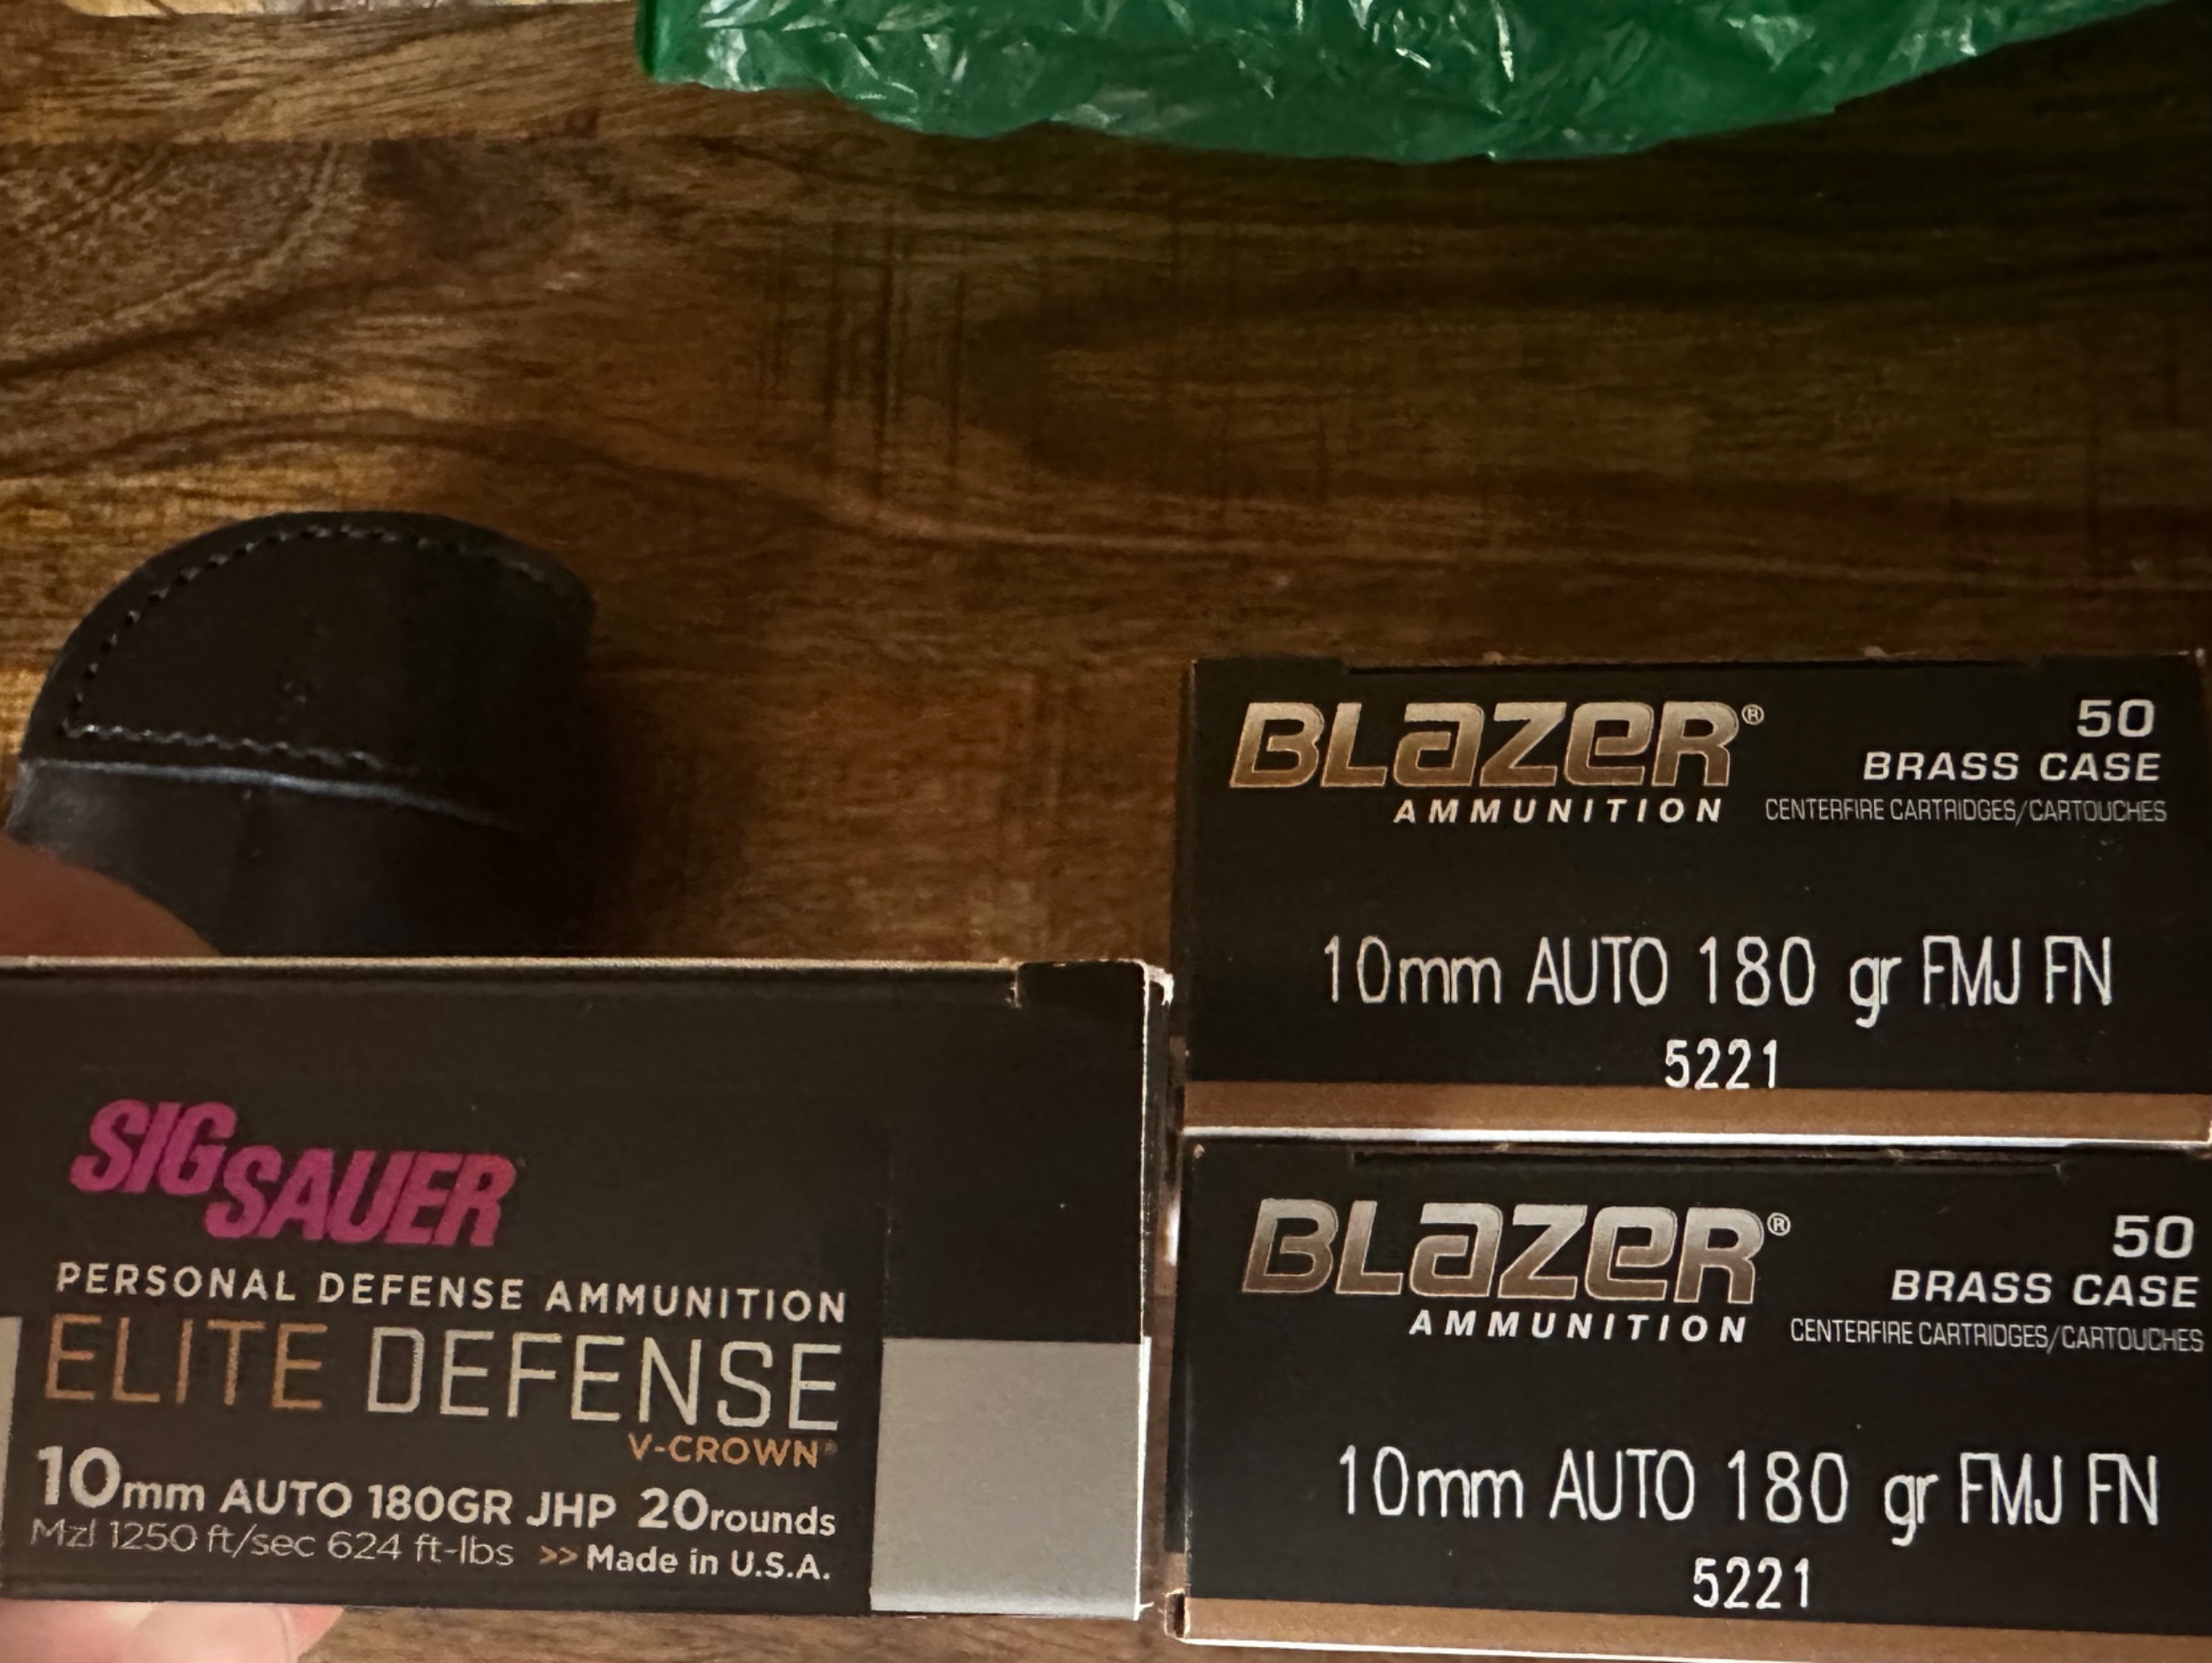 BLAZER®
AMMUNITION
50
BRASS CASE
CENTERFIRE CARTRIDGES/CARTOUCHES
10mm AUTO 180 gr FMJ FN
5221
SIG SAUER
PERSONAL DEFENSE AMMUNITION
ELITE DEFENSE
V-CROWN®
10mm AUTO 180GR JHP 20rounds
Mzl 1250 ft/sec 624 ft-lbs >> Made in U.S.A.
BLAZER®
AMMUNITION
50
BRASS CASE
CENTERFIRE CARTRIDGES/CARTOUCHES
10mm AUTO 180 gr FMJ FN
5221